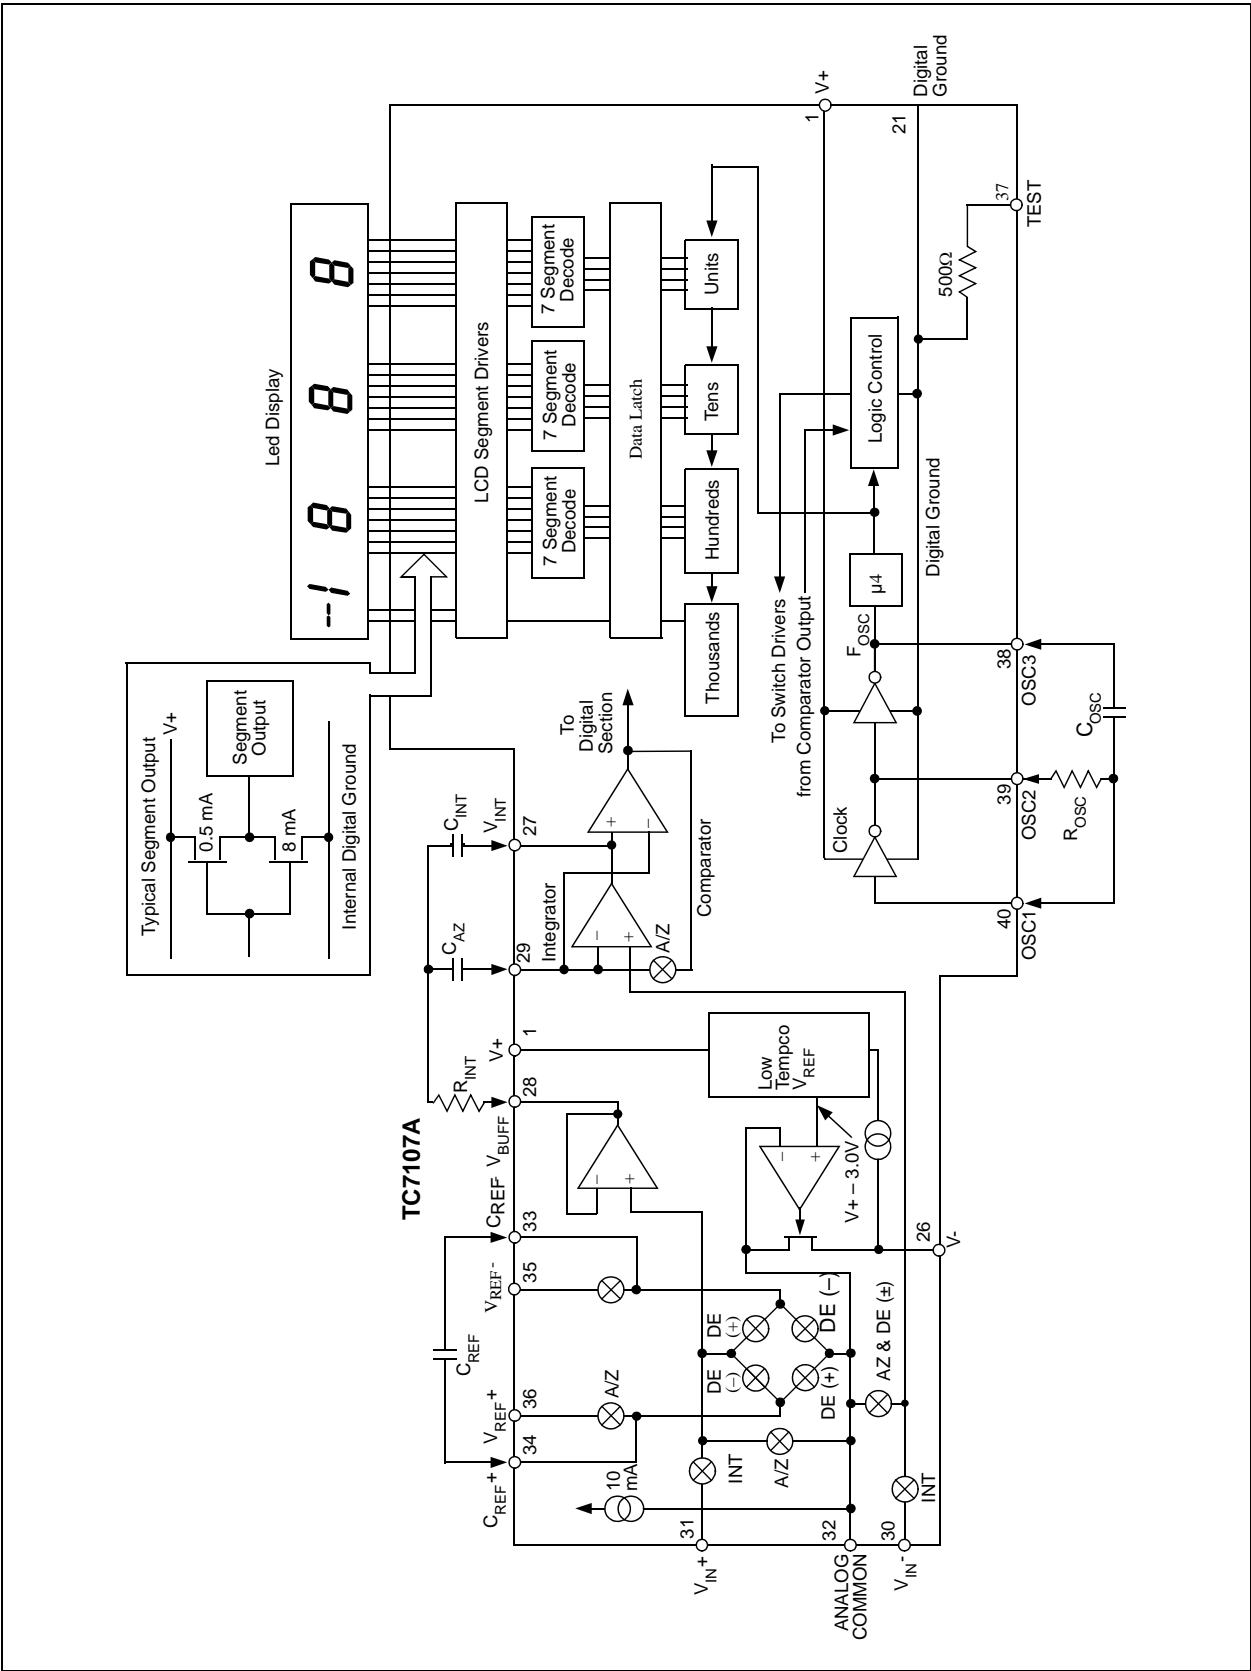 Typical Segment Output
V+
0.5 mA
8 mA
Segment
Output
Internal Digital Ground
Led Display
LCD Segment Drivers
7 Segment
Decode
7 Segment
Decode
7 Segment
Decode
Data Latch
Thousands
Hundreds
Tens
Units
TC7107A
CREF
RINT
CAZ
CINT
CREF+
34
VREF+
36
VREF-
35
CREF-
33
VBUFF
28
V+
1
29
VINT
27
A/Z
10
mA
Integrator
To
Digital
Section
Comparator
A/Z
+
–
–
+
–
+
VIN+
31
INT
A/Z
DE
(–)
DE
(+)
DE (+)
DE (–)
–
+
Low
Tempco
VREF
V+ – 3.0V
ANALOG
COMMON
32
AZ & DE (±)
VIN-
30
INT
26
V-
To Switch Drivers
from Comparator Output
Clock
FOSC
µ4
Logic Control
Digital Ground
V+
1
21
Digital
Ground
500Ω
37
TEST
40
OSC1
39
OSC2
38
OSC3
ROSC
COSC
--1 8 8 8